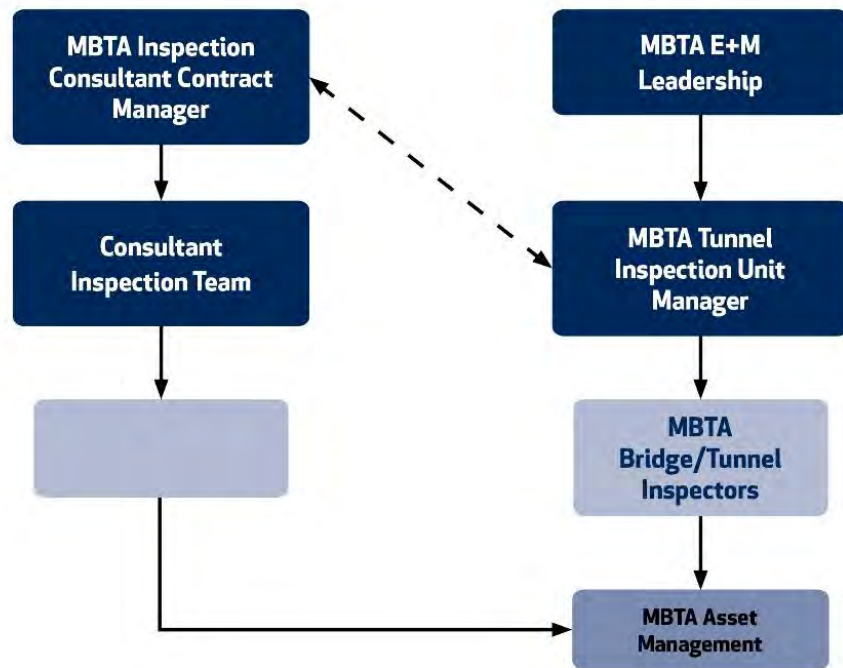 MBTA Inspection
Consultant Contract
Manager
MBTA E+M
Leadership
Consultant
Inspection Team
MBTA Tunnel
Inspection Unit
Manager
MBTA
Bridge/Tunnel
Inspectors
MBTA Asset
Management